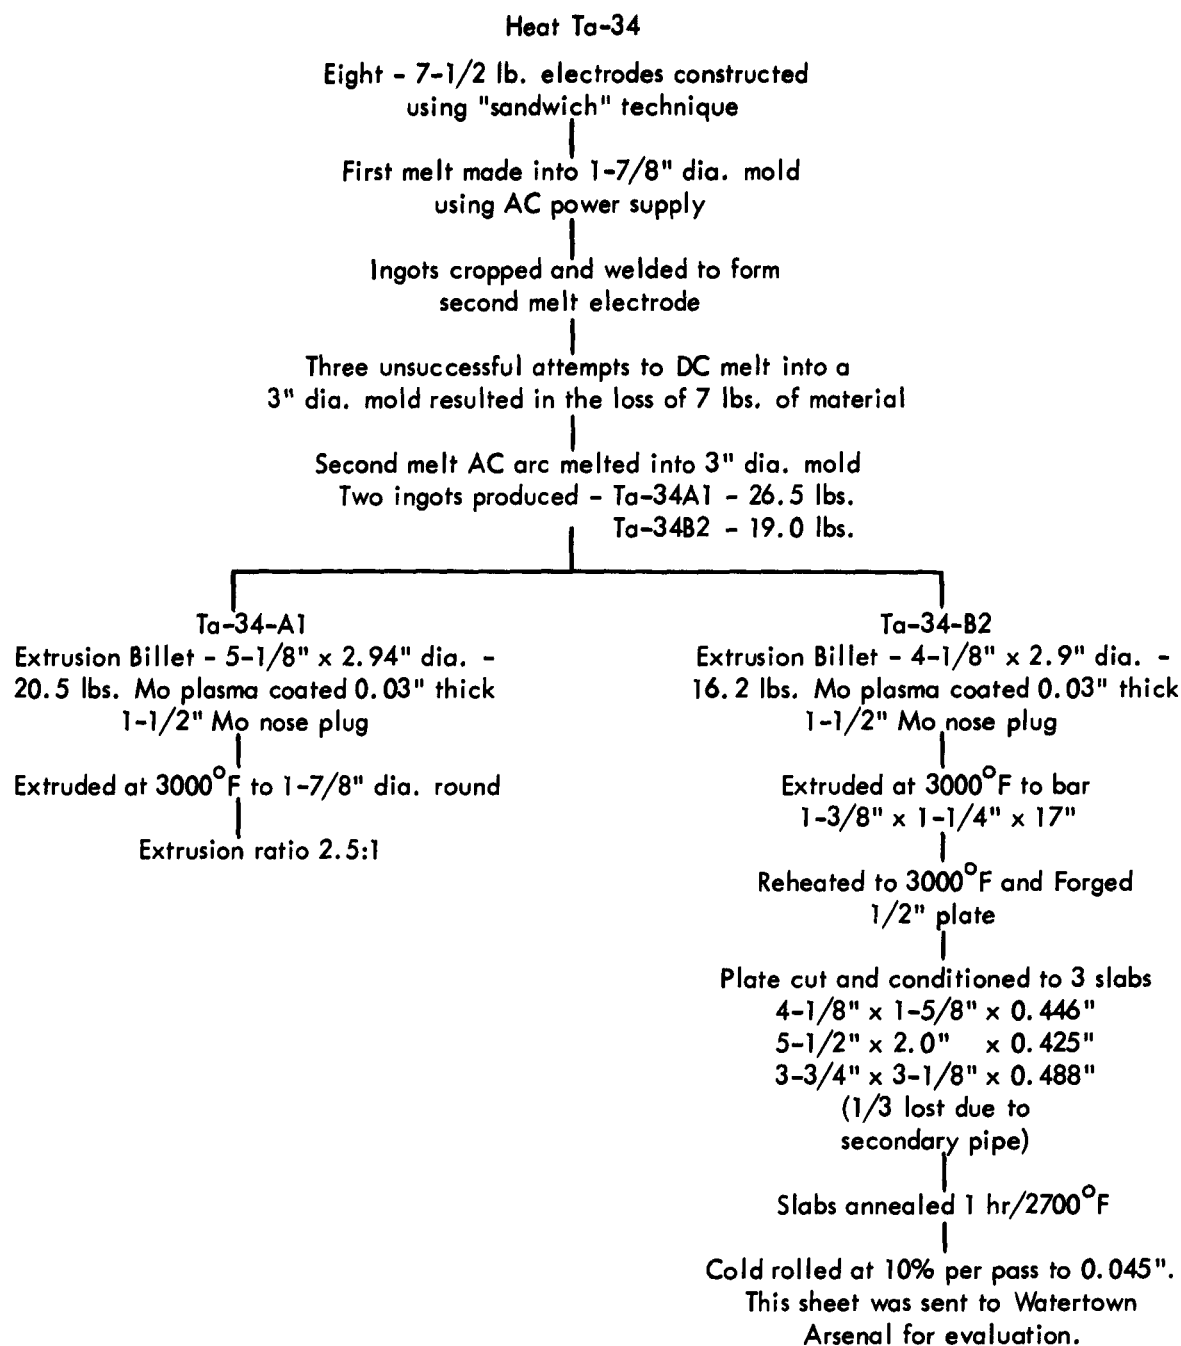 Heat Ta-34
Eight - 7-1/2 lb. electrodes constructed
using "sandwich" technique
First melt made into 1-7/8" dia. mold
using AC power supply
Ingots cropped and welded to form
second melt electrode
Three unsuccessful attempts to DC melt into a
3" dia. mold resulted in the loss of 7 lbs. of material
Second melt AC arc melted into 3" dia. mold
Two ingots produced - Ta-34A1 - 26.5 lbs.
Ta-34B2 - 19.0 lbs.
Ta-34-A1
Extrusion Billet - 5-1/8" x 2.94" dia. -
20.5 lbs. Mo plasma coated 0.03" thick
1-1/2" Mo nose plug
Extruded at 3000°F to 1-7/8" dia. round
Extrusion ratio 2.5:1
Ta-34-B2
Extrusion Billet - 4-1/8" x 2.9" dia. -
16.2 lbs. Mo plasma coated 0.03" thick
1-1/2" Mo nose plug
Extruded at 3000°F to bar
1-3/8" x 1-1/4" x 17"
Reheated to 3000°F and Forged
1/2" plate
Plate cut and conditioned to 3 slabs
4-1/8" x 1-5/8" x 0.446"
5-1/2" x 2.0" x 0.425"
3-3/4" x 3-1/8" x 0.488"
(1/3 lost due to
secondary pipe)
Slabs annealed 1 hr/2700°F
Cold rolled at 10% per pass to 0.045".
This sheet was sent to Watertown
Arsenal for evaluation.